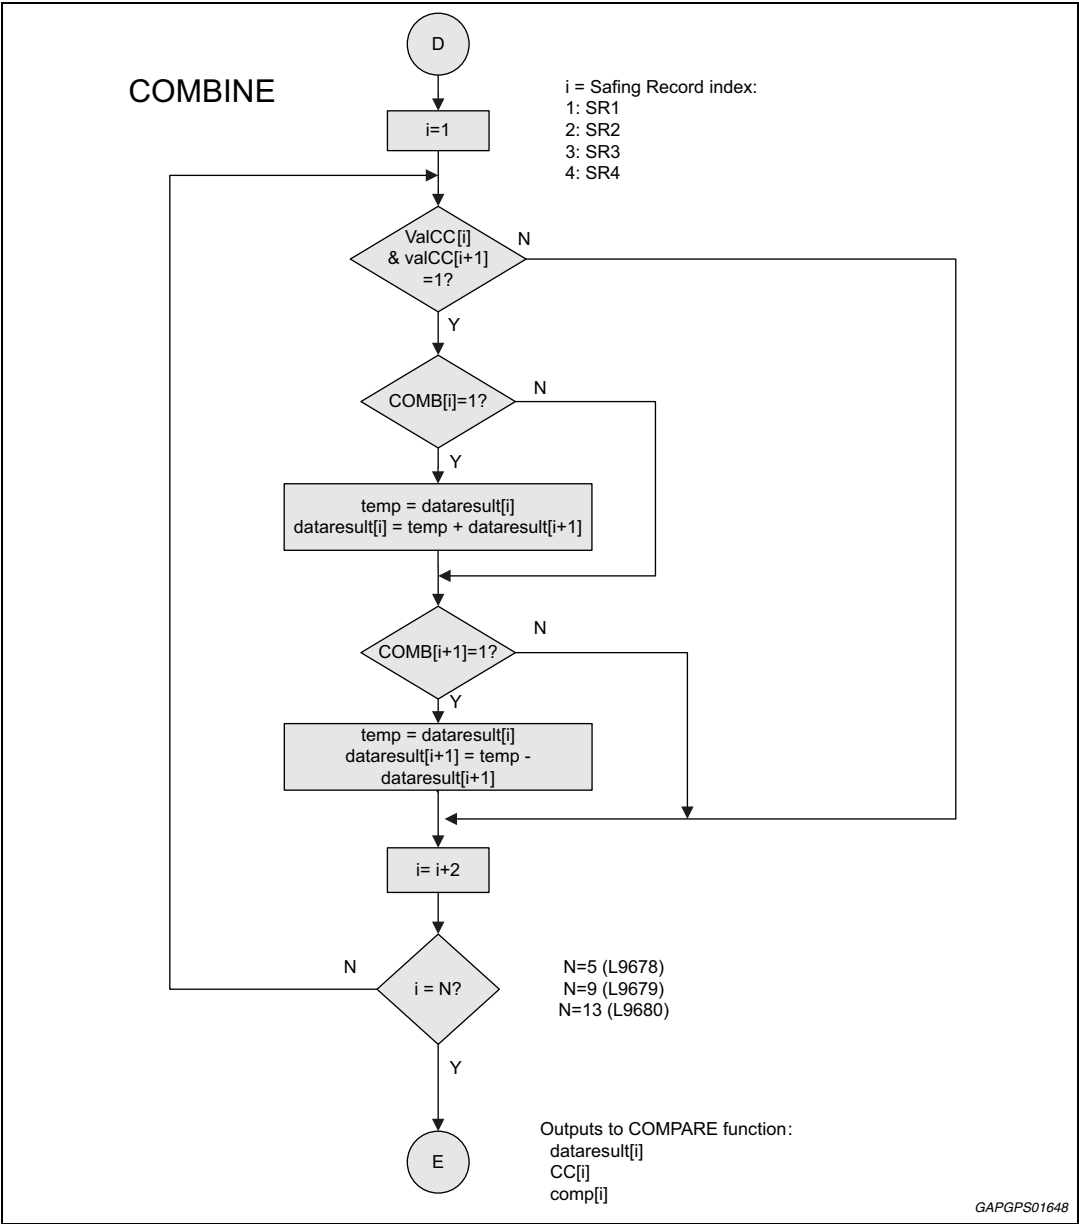 D
COMBINE
i = Safing Record index:
1: SR1
2: SR2
3: SR3
4: SR4
i=1
ValCC[i]
& valCC[i+1]
=1?
N
Y
COMB[i]=1?
N
Y
temp = dataresult[i]
dataresult[i] = temp + dataresult[i+1]
COMB[i+1]=1?
N
Y
temp = dataresult[i]
dataresult[i+1] = temp -
dataresult[i+1]
i= i+2
i = N?
N
N=5 (L9678)
N=9 (L9679)
N=13 (L9680)
Y
E
Outputs to COMPARE function:
dataresult[i]
CC[i]
comp[i]
GAPGPS01648